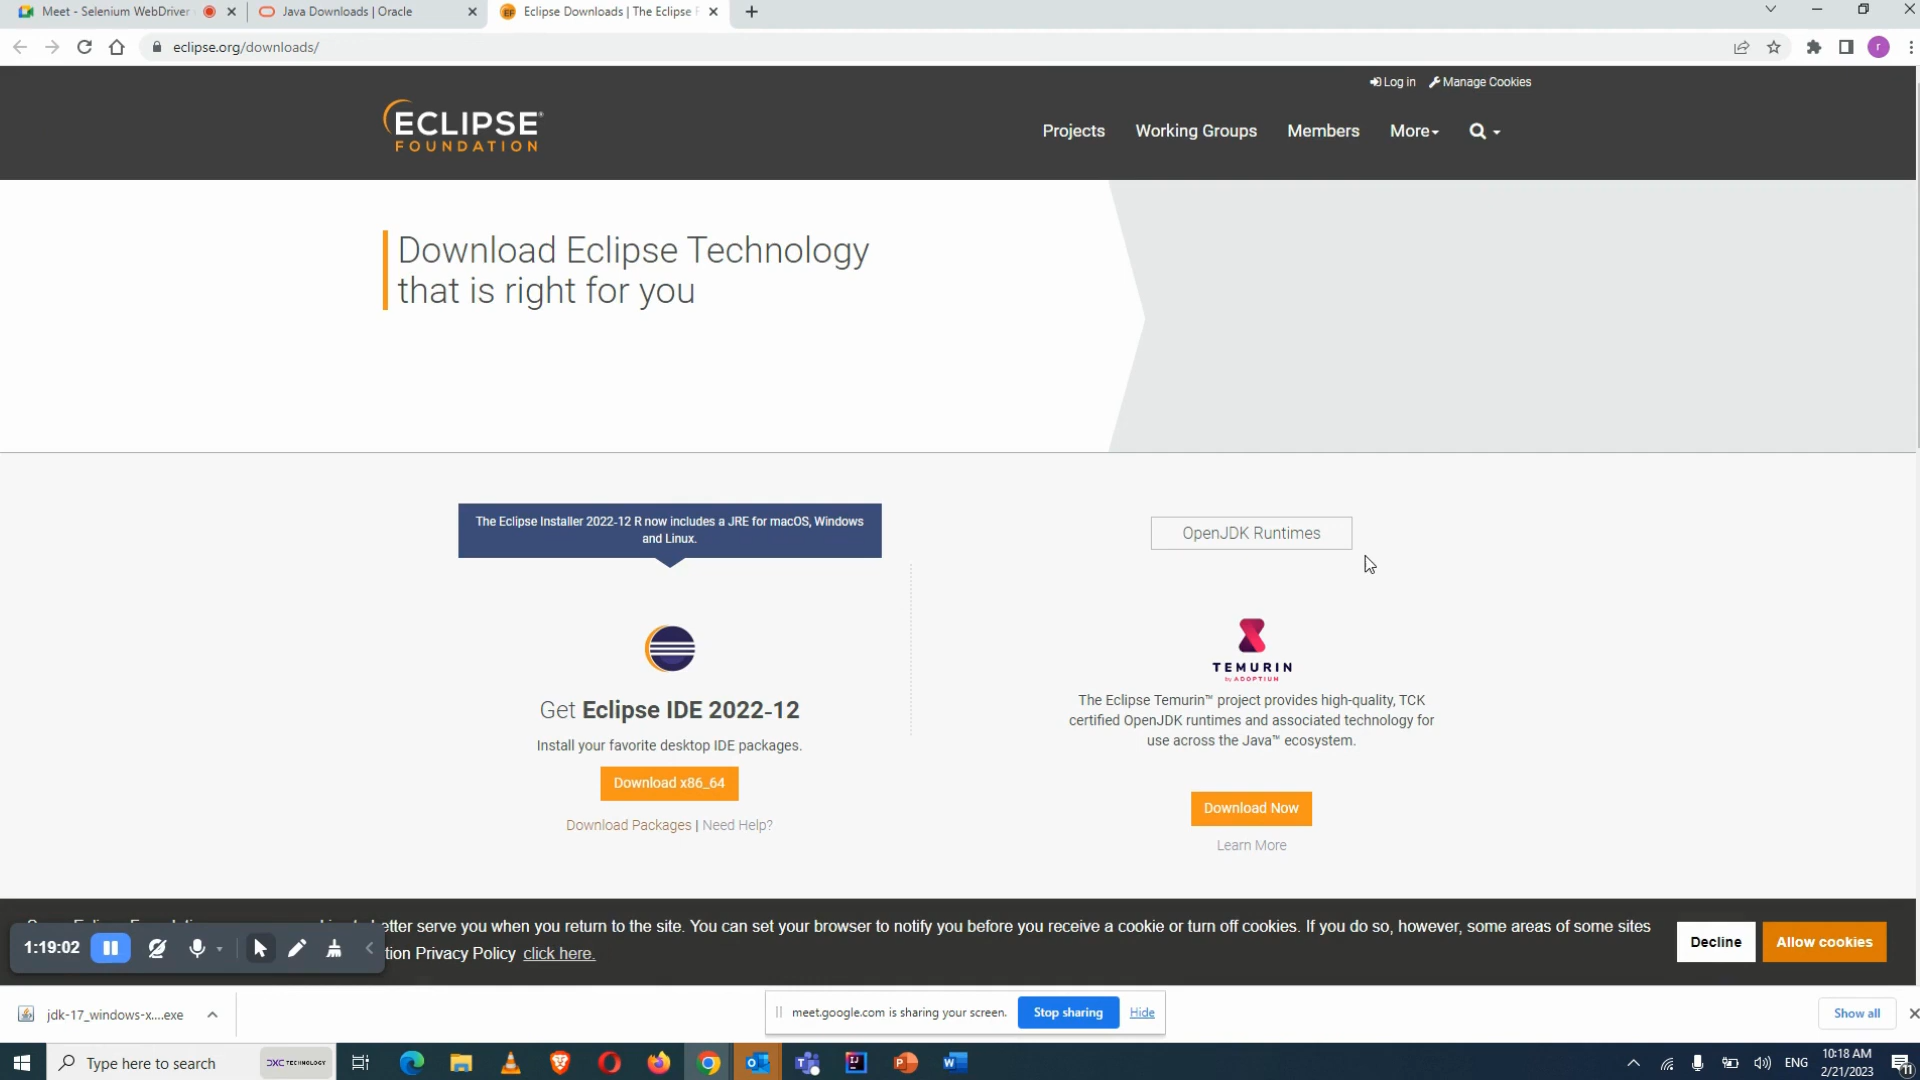 Meet - Selenium WebDriver
Java Downloads | Oracle
Eclipse Downloads | The Eclipse F
eclipse.org/downloads/
r
Log in
Manage Cookies
ECLIPSE
FOUNDATION
Projects
Working Groups
Members
More
Download Eclipse Technology
that is right for you
The Eclipse Installer 2022-12 R now includes a JRE for macOS, Windows
and Linux.
OpenJDK Runtimes
TEMURIN
by ADOPTIUM
Get Eclipse IDE 2022-12
The Eclipse Temurin™ project provides high-quality, TCK
certified OpenJDK runtimes and associated technology for
use across the Java™ ecosystem.
Install your favorite desktop IDE packages.
Download x86_64
Download Now
Download Packages | Need Help?
Learn More
etter serve you when you return to the site. You can set your browser to notify you before you receive a cookie or turn off cookies. If you do so, however, some areas of some sites
tion Privacy Policy click here.
Decline
Allow cookies
1:19:02
jdk-17_windows-x....exe
meet.google.com is sharing your screen.
Stop sharing
Hide
Show all
Type here to search
DXC TECHNOLOGY
ENG
10:18 AM
2/21/2023
11